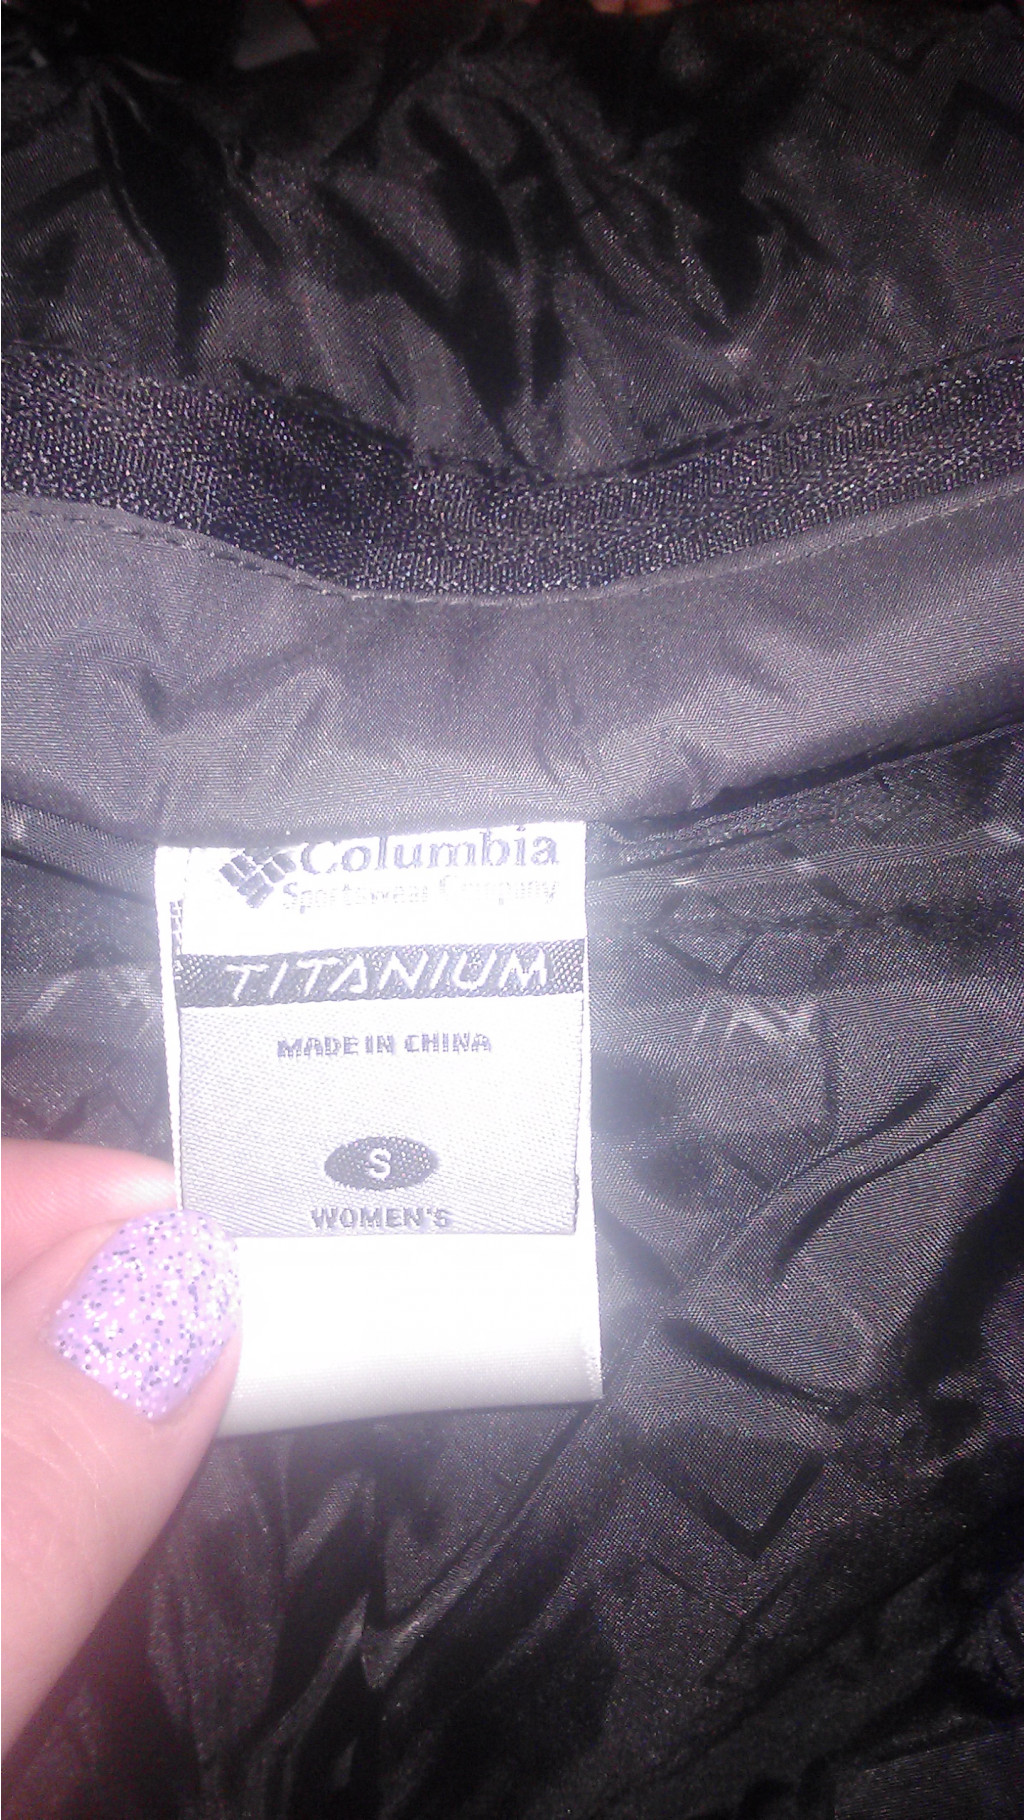 Columbia
Sportswear Company
TITANIUM
MADE IN CHINA
S
WOMEN'S